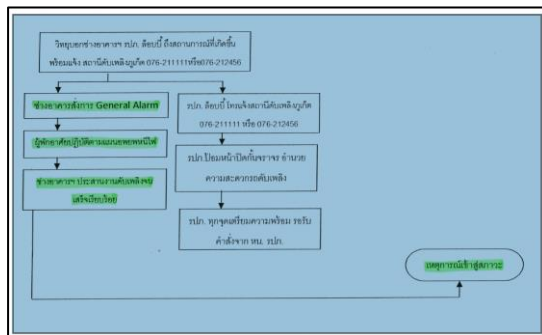 วิทยุบอกช่างอาคารฯ รปภ. ล็อบบี้ ถึงสถานการณ์ที่เกิดขึ้น
พร้อมแจ้ง สถานีดับเพลิงภูเก็ต 076-211111หรือ076-212456
ช่างอาคารสั่งการ General Alarm
ผู้พักอาศัยปฏิบัติตามแผนอพยพหนีไฟ
ช่างอาคารฯ ประสานงานดับเพลิงจน
เสร็จเรียบร้อย
รปภ. ล็อบบี้ โทรแจ้งสถานีดับเพลิงภูเก็ต
076-211111 หรือ 076-212456
รปภ.ป้อมหน้าปิดกั้นจราจร อำนวย
ความสะดวกรถดับเพลิง
รปภ. ทุกจุดเตรียมความพร้อม รอรับ
คำสั่งจาก หน. รปภ.
เหตุการณ์เข้าสู่สภาวะ